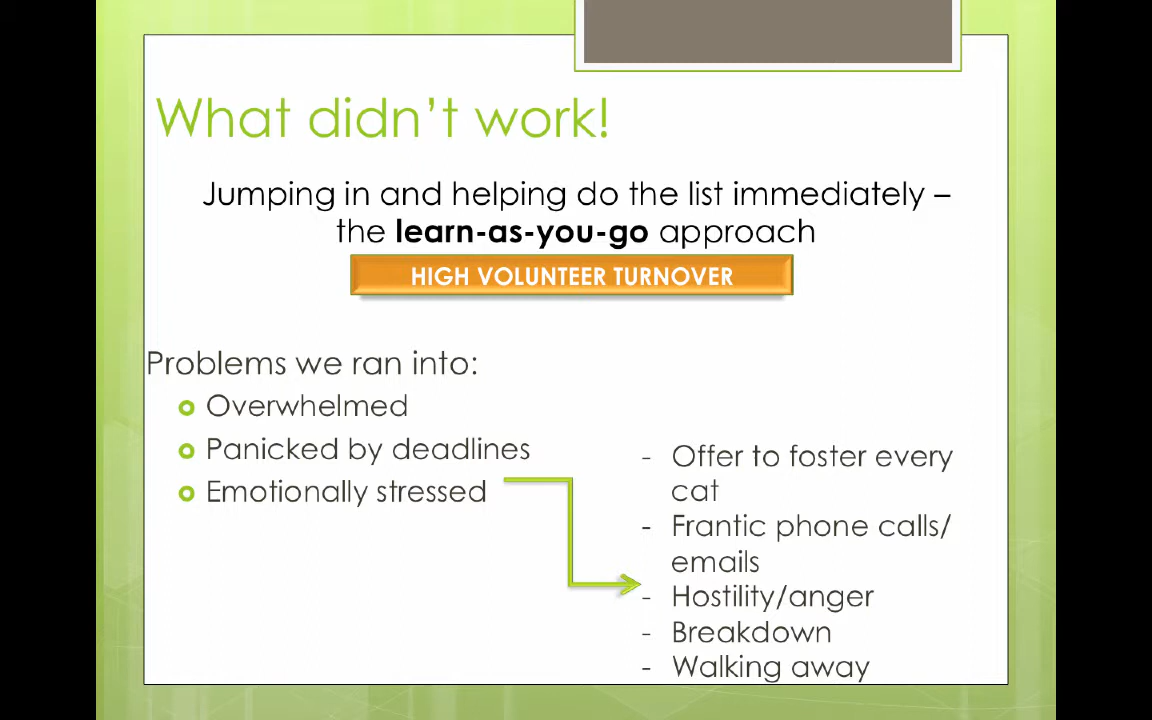 What didn't work!
Jumping in and helping do the list immediately –
the learn-as-you-go approach
HIGH VOLUNTEER TURNOVER
Problems we ran into:
Overwhelmed
Panicked by deadlines
Emotionally stressed
- Offer to foster every
cat
- Frantic phone calls/
emails
- Hostility/anger
- Breakdown
- Walking away